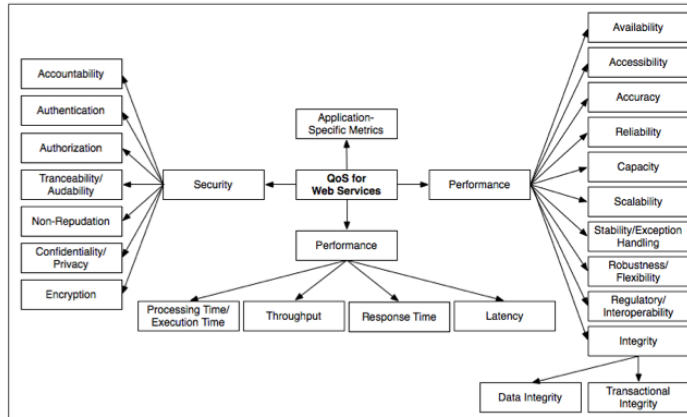 Availability
Accountability
Accessibility
Authentication
Application-
Specific Metrics
Accuracy
Authorization
Reliability
Tranceability/
Audability
Security
QoS for
Web Services
Performance
Capacity
Non-Repudation
Scalability
Confidentiality/
Privacy
Performance
Stability/Exception
Handling
Encryption
Robustness/
Flexibility
Processing Time/
Execution Time
Throughput
Response Time
Latency
Regulatory/
Interoperability
Integrity
Data Integrity
Transactional
Integrity